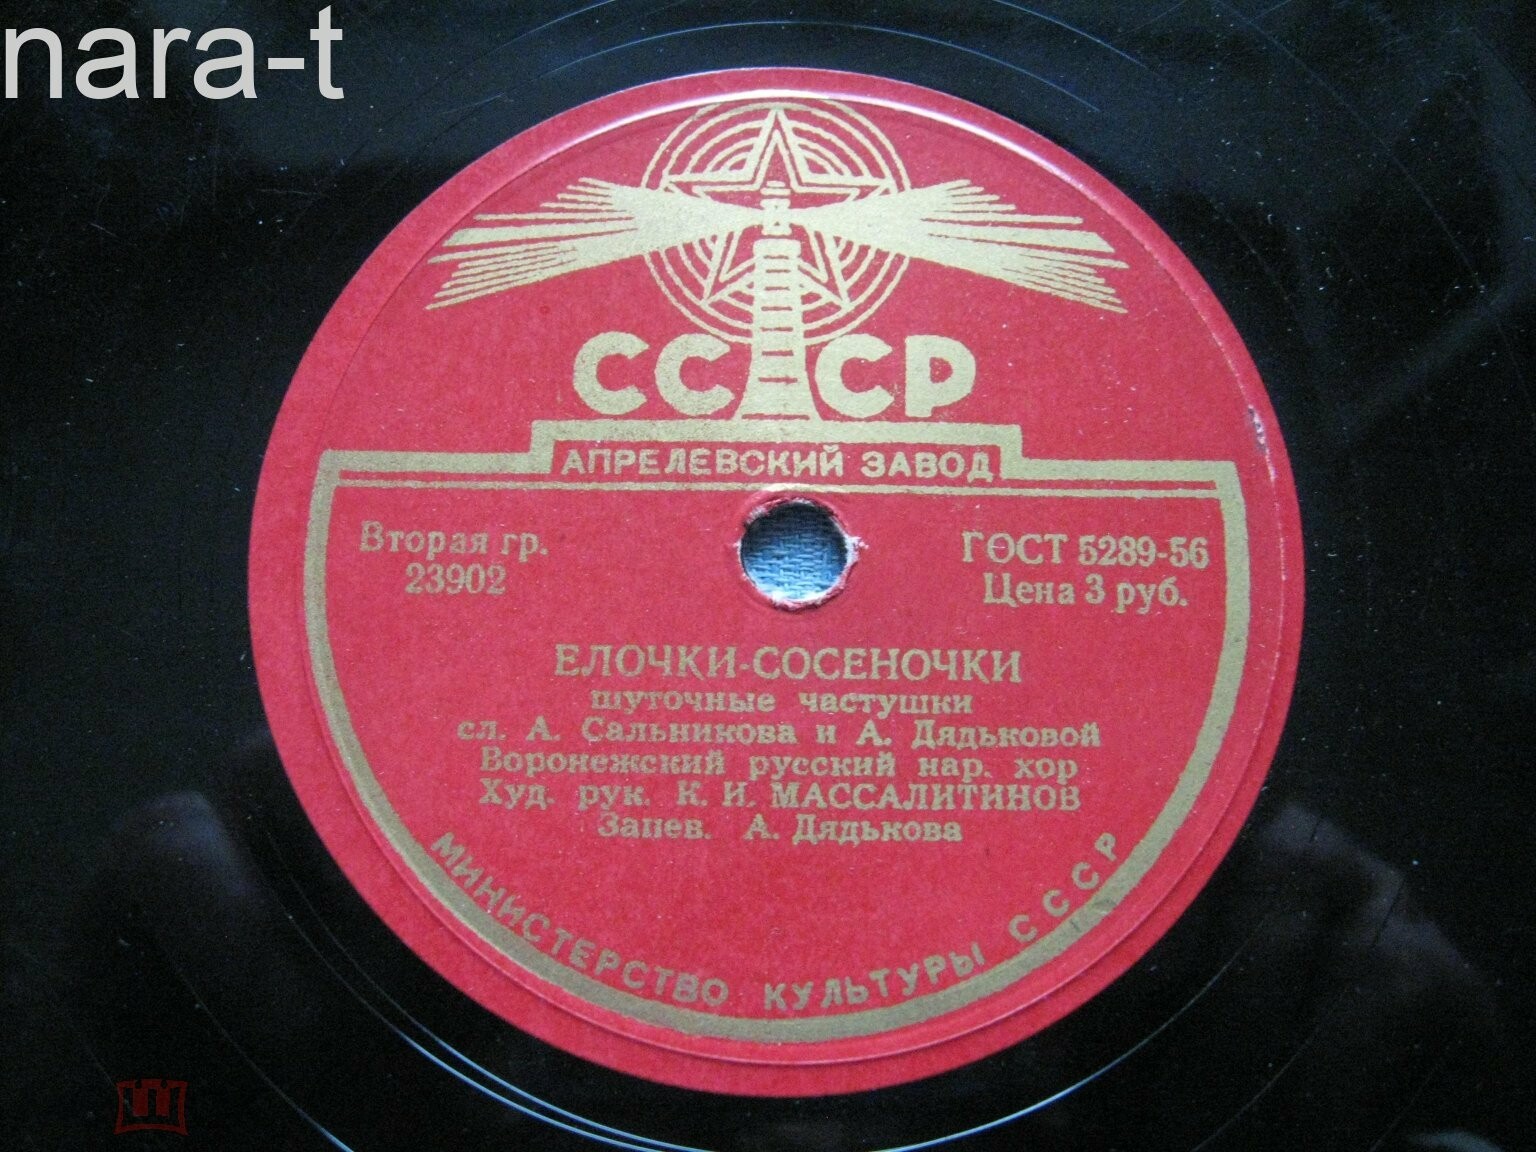 nara-t
СССР
АПРЕЛЕВСКИЙ ЗАВОД
Вторая гр.
23902
ГОСТ 5289-56
Цена 3 руб.
ЕЛОЧКИ-СОСЕНОЧКИ
шуточные частушки
сл. А. Сальникова и А. Дядьковой
Воронежский русский нар. хор
Худ. рук. К. И. МАССАЛИТИНОВ
Запев. А. Дядькова
МИНИСТЕРСТВО КУЛЬТУРЫ СССР